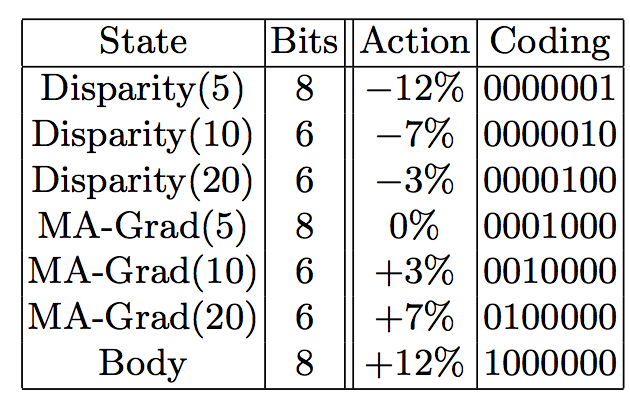 State Bits Action Coding
Disparity(5) 8 −12% 0000001
Disparity(10) 6 −7% 0000010
Disparity(20) 6 −3% 0000100
MA-Grad(5) 8 0% 0001000
MA-Grad(10) 6 +3% 0010000
MA-Grad(20) 6 +7% 0100000
Body 8 +12% 1000000